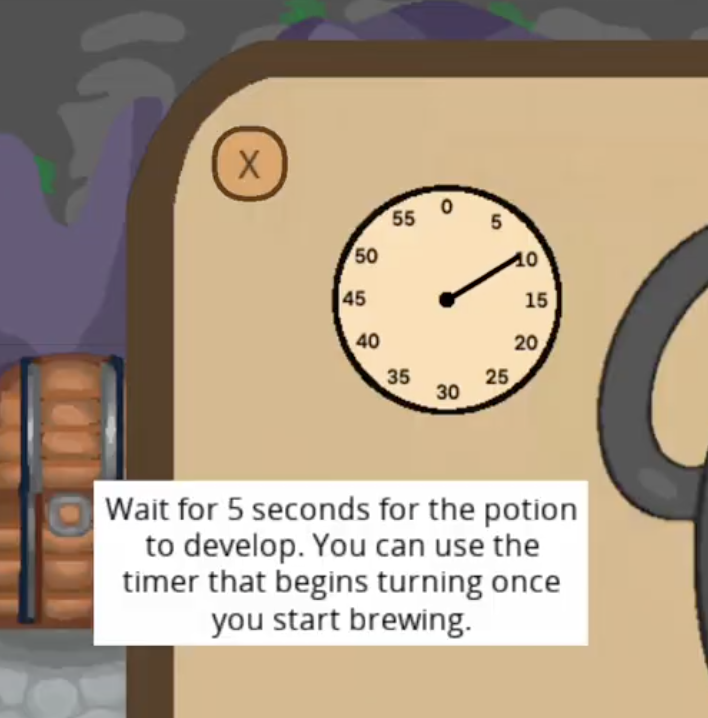 X
0
5
10
15
20
25
30
35
40
45
50
55
Wait for 5 seconds for the potion
to develop. You can use the
timer that begins turning once
you start brewing.